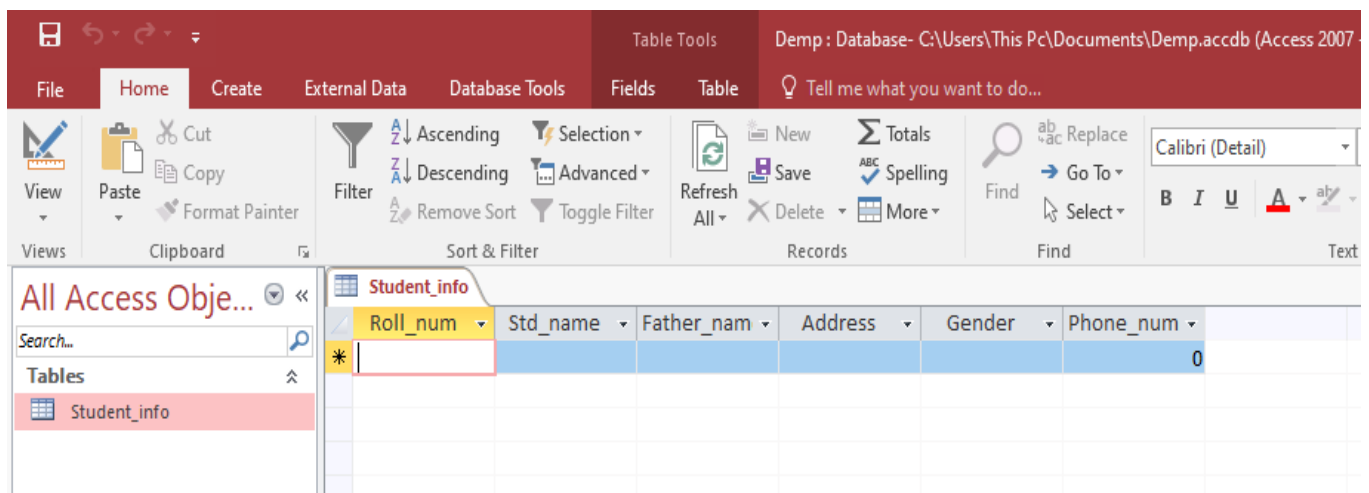 Table Tools Demp : Database- C:\Users\This Pc\Documents\Demp.accdb (Access 2007 -
File Home Create External Data Database Tools Fields Table Tell me what you want to do...
View
Views
Paste
Cut
Copy
Format Painter
Clipboard
Filter
Ascending
Descending
Remove Sort
Selection
Advanced
Toggle Filter
Sort & Filter
Refresh
All
New
Save
Delete
Totals
Spelling
More
Records
Find
Replace
Go To
Select
Find
Calibri (Detail)
B I U A
Text
All Access Obje...
Search...
Tables
Student_info
Student_info
Roll_num Std_name Father_nam Address Gender Phone_num
0